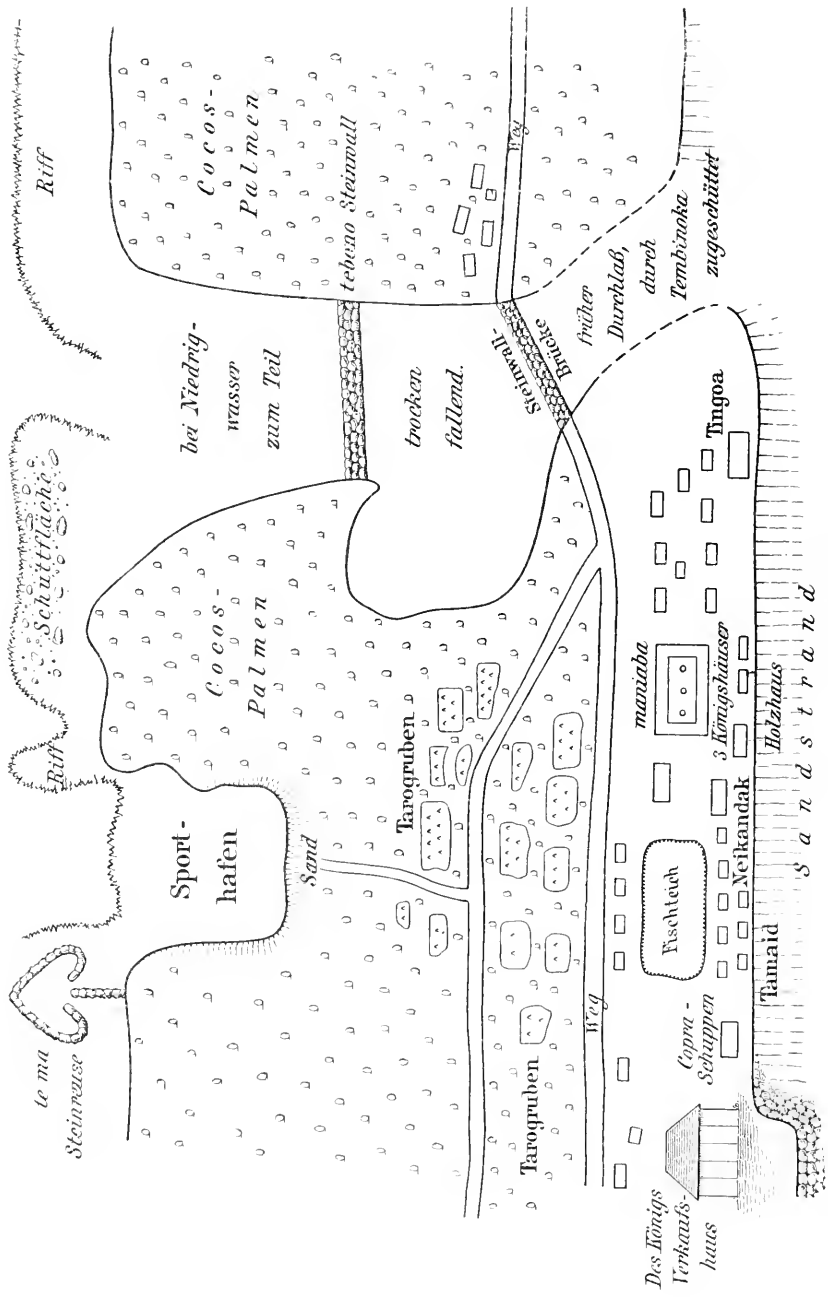 te ma
Steinreuse
Riff
Schuttfläche
Riff
Sport-
hafen
Sand
Cocos-
Palmen
bei Niedrig-
wasser
zum Teil
trocken
fallend.
Cocos-
Palmen
tebeno Steinwall
Steinwall-
Brücke
Weg
früher
Durchlaß,
durch
Tembinoka
zugeschüttet
Tarogruben
Tarogruben
Weg
Des Königs
Verkaufs-
haus
Copra-
Schuppen
Fischteich
maniaba
3 Königshäuser
Tingoa
Tamaid
Neikandak
Holzhaus
Sandstrand